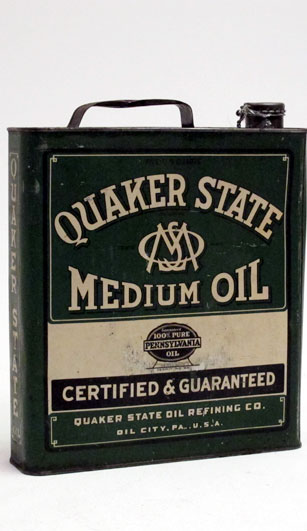 QUAKER STATE
MEDIUM OIL
100% PURE
PENNSYLVANIA
OIL
CERTIFIED & GUARANTEED
QUAKER STATE OIL REFINING CO.
OIL CITY, PA., U.S.A.
QUAKER STATE